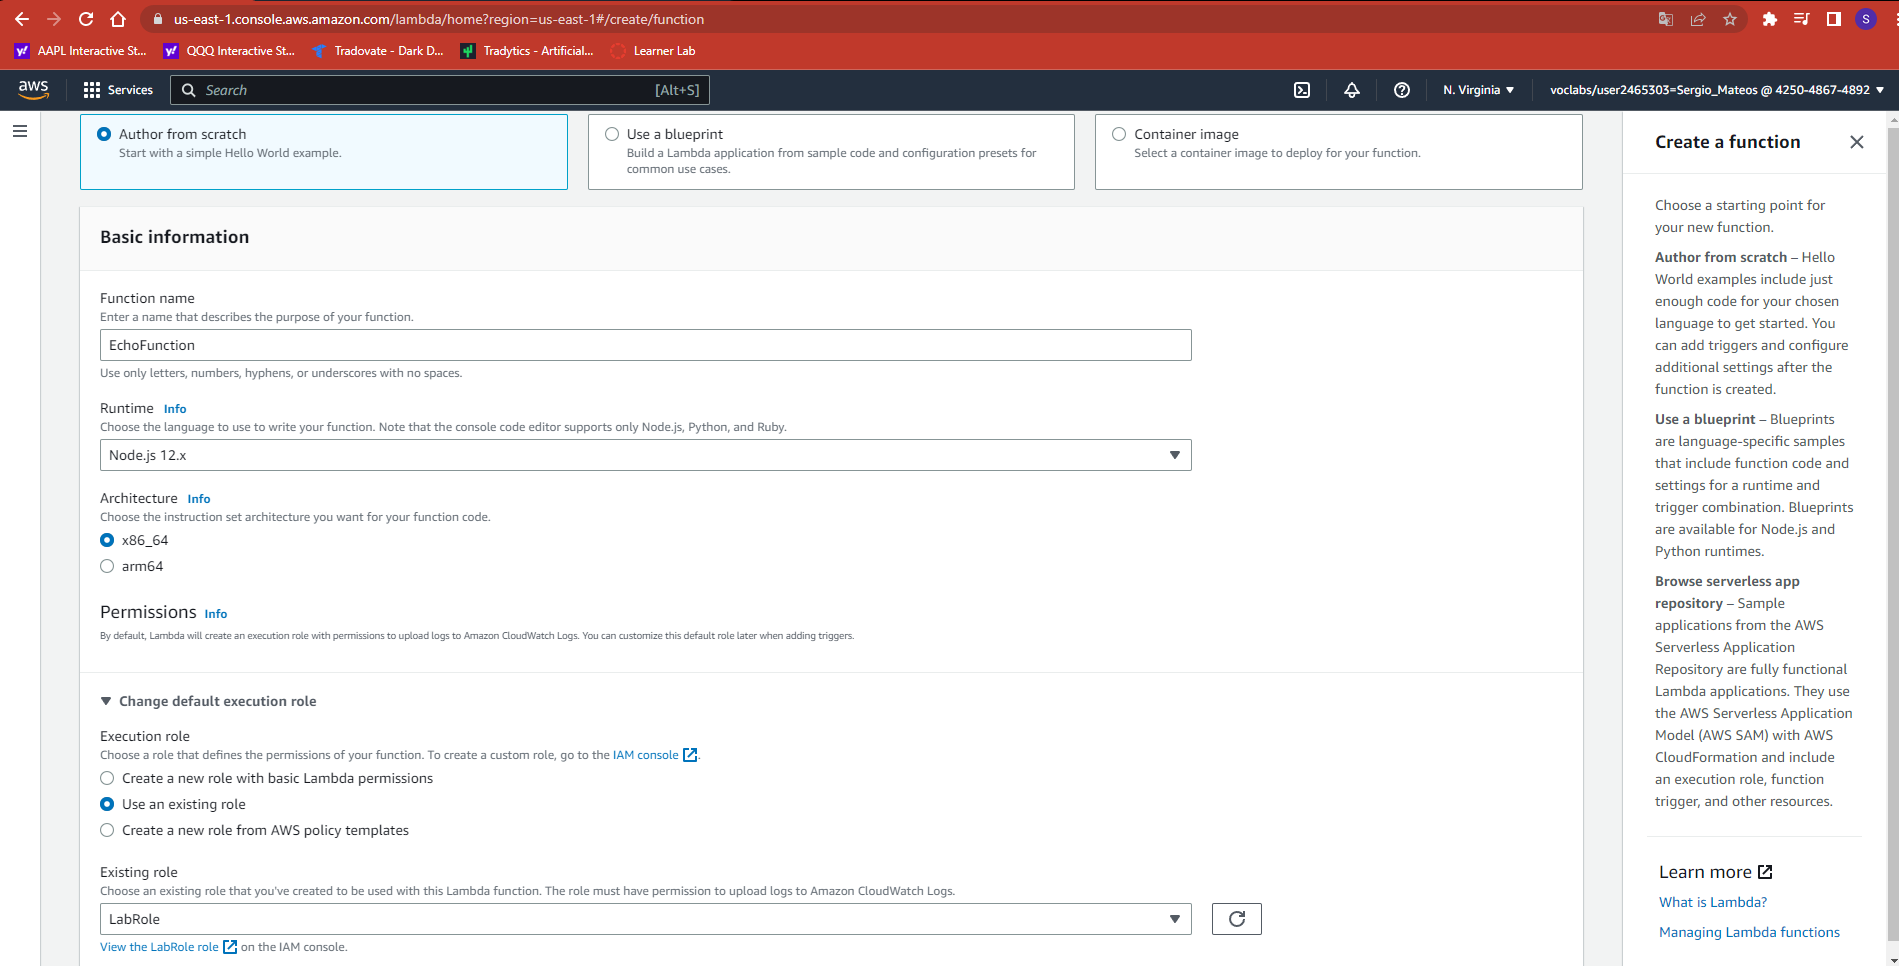 us-east-1.console.aws.amazon.com/lambda/home?region=us-east-1#/create/function
S
AAPL Interactive St...
QQQ Interactive St...
Tradovate - Dark D...
Tradytics - Artificial...
Learner Lab
aws
Services
Search
[Alt+S]
N. Virginia
voclabs/user2465303=Sergio_Mateos @ 4250-4867-4892
Author from scratch
Start with a simple Hello World example.
Use a blueprint
Build a Lambda application from sample code and configuration presets for
common use cases.
Container image
Select a container image to deploy for your function.
Basic information
Function name
Enter a name that describes the purpose of your function.
EchoFunction
Use only letters, numbers, hyphens, or underscores with no spaces.
Runtime Info
Choose the language to use to write your function. Note that the console code editor supports only Node.js, Python, and Ruby.
Node.js 12.x
Architecture Info
Choose the instruction set architecture you want for your function code.
x86_64
arm64
Permissions Info
By default, Lambda will create an execution role with permissions to upload logs to Amazon CloudWatch Logs. You can customize this default role later when adding triggers.
Change default execution role
Execution role
Choose a role that defines the permissions of your function. To create a custom role, go to the IAM console.
Create a new role with basic Lambda permissions
Use an existing role
Create a new role from AWS policy templates
Existing role
Choose an existing role that you've created to be used with this Lambda function. The role must have permission to upload logs to Amazon CloudWatch Logs.
LabRole
View the LabRole role on the IAM console.
Create a function
Choose a starting point for
your new function.
Author from scratch – Hello
World examples include just
enough code for your chosen
language to get started. You
can add triggers and configure
additional settings after the
function is created.
Use a blueprint – Blueprints
are language-specific samples
that include function code and
settings for a runtime and
trigger combination. Blueprints
are available for Node.js and
Python runtimes.
Browse serverless app
repository – Sample
applications from the AWS
Serverless Application
Repository are fully functional
Lambda applications. They use
the AWS Serverless Application
Model (AWS SAM) with AWS
CloudFormation and include
an execution role, function
trigger, and other resources.
Learn more
What is Lambda?
Managing Lambda functions